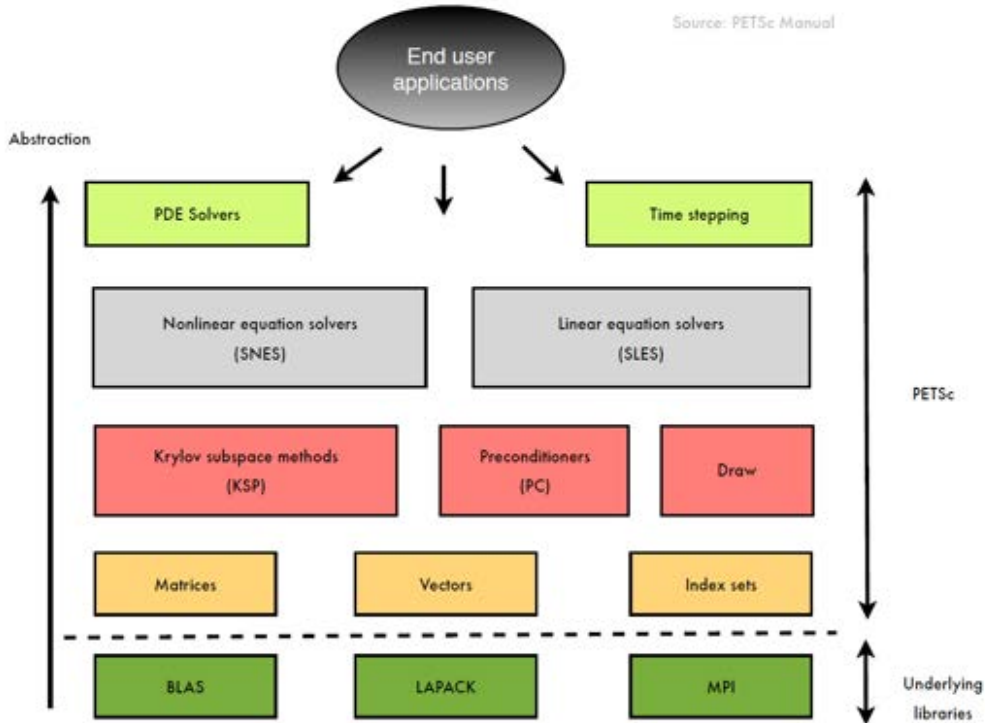 Source: PETSc Manual
End user
applications
Abstraction
PDE Solvers
Time stepping
Nonlinear equation solvers
(SNES)
Linear equation solvers
(SLES)
PETSc
Krylov subspace methods
(KSP)
Preconditioners
(PC)
Draw
Matrices
Vectors
Index sets
BLAS
LAPACK
MPI
Underlying
libraries